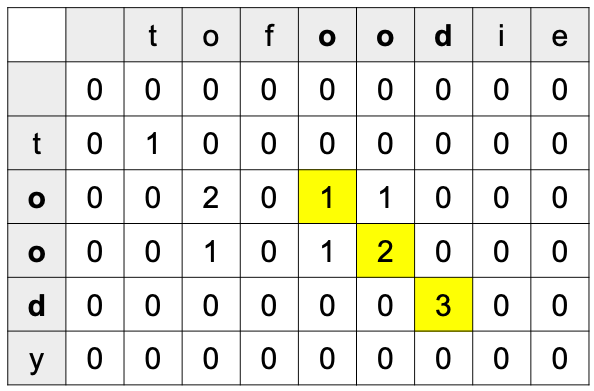 t o f o o d i e
0 0 0 0 0 0 0 0 0
t 0 1 0 0 0 0 0 0 0
o 0 0 2 0 1 1 0 0 0
o 0 0 1 0 1 2 0 0 0
d 0 0 0 0 0 0 3 0 0
y 0 0 0 0 0 0 0 0 0